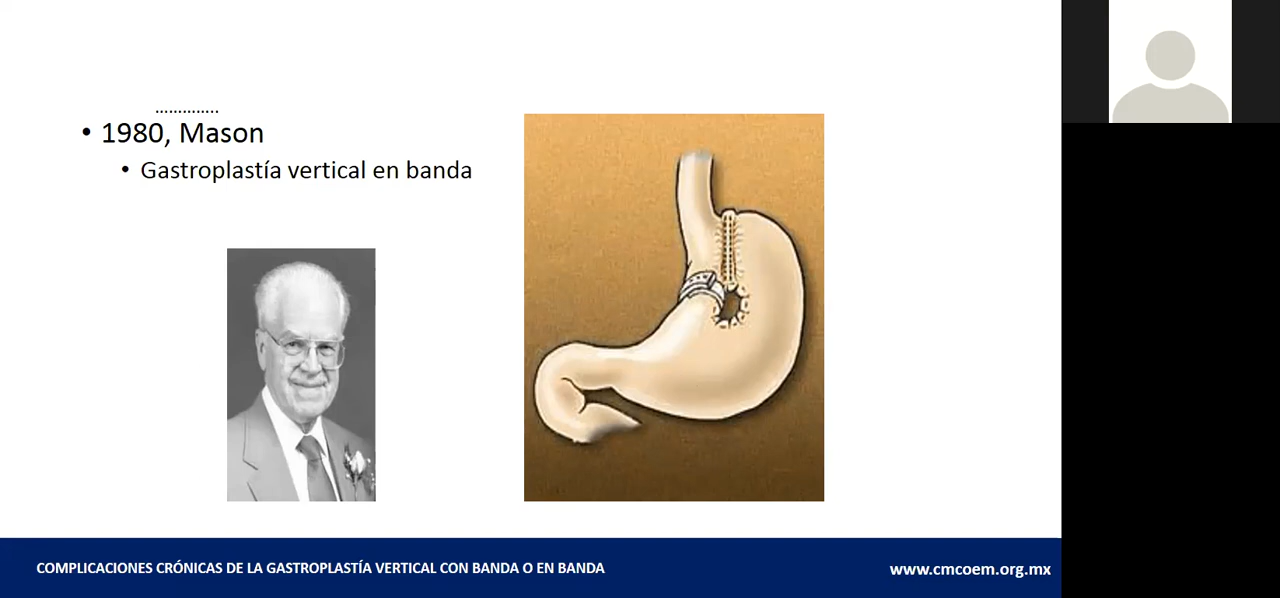 …………..
• 1980, Mason
• Gastroplastía vertical en banda
COMPLICACIONES CRÓNICAS DE LA GASTROPLASTÍA VERTICAL CON BANDA O EN BANDA
www.cmcoem.org.mx